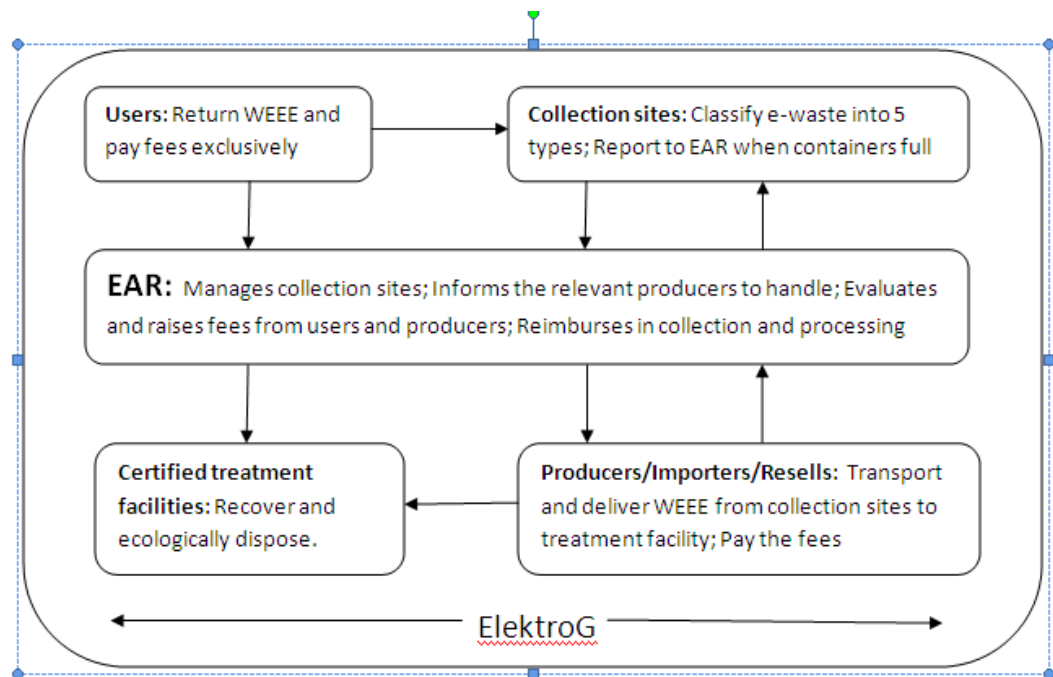 Users: Return WEEE and
pay fees exclusively
Collection sites: Classify e-waste into 5
types; Report to EAR when containers full
EAR: Manages collection sites; Informs the relevant producers to handle; Evaluates
and raises fees from users and producers; Reimburses in collection and processing
Certified treatment
facilities: Recover and
ecologically dispose.
Producers/Importers/Resells: Transport
and deliver WEEE from collection sites to
treatment facility; Pay the fees
ElektroG